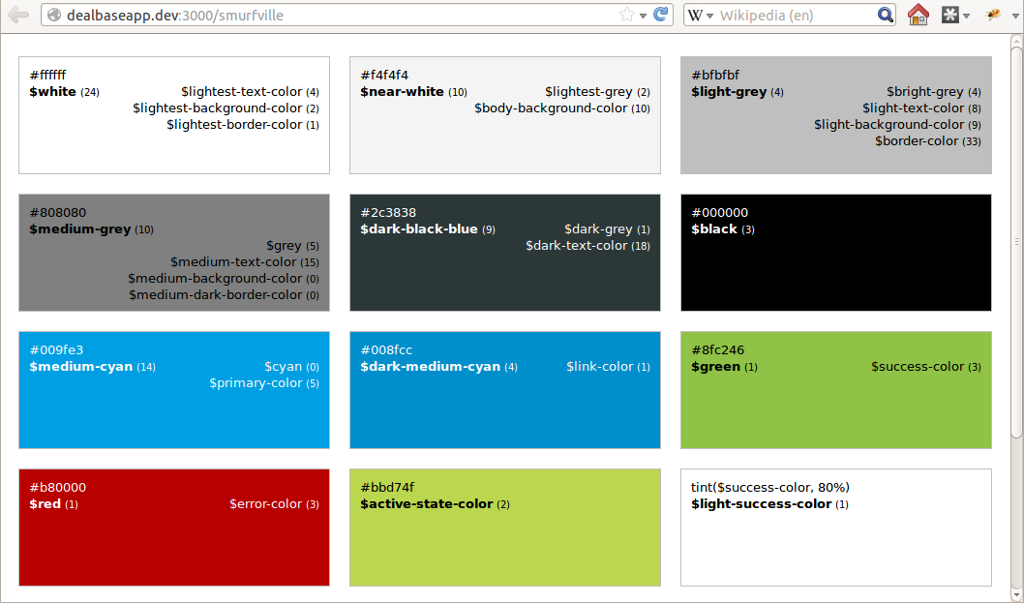 dealbaseapp.dev:3000/smurfville
W Wikipedia (en)
#ffffff
$white (24) $lightest-text-color (4)
$lightest-background-color (2)
$lightest-border-color (1)
#f4f4f4
$near-white (10) $lightest-grey (2)
$body-background-color (10)
#bfbfbf
$light-grey (4) $bright-grey (4)
$light-text-color (8)
$light-background-color (9)
$border-color (33)
#808080
$medium-grey (10)
$grey (5)
$medium-text-color (15)
$medium-background-color (0)
$medium-dark-border-color (0)
#2c3838
$dark-black-blue (9) $dark-grey (1)
$dark-text-color (18)
#000000
$black (3)
#009fe3
$medium-cyan (14) $cyan (0)
$primary-color (5)
#008fcc
$dark-medium-cyan (4) $link-color (1)
#8fc246
$green (1) $success-color (3)
#b80000
$red (1) $error-color (3)
#bbd74f
$active-state-color (2)
tint($success-color, 80%)
$light-success-color (1)